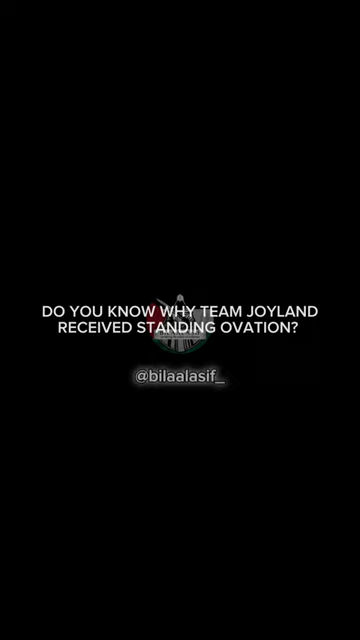 DO YOU KNOW WHY TEAM JOYLAND
RECEIVED STANDING OVATION?
@bilaalasif_